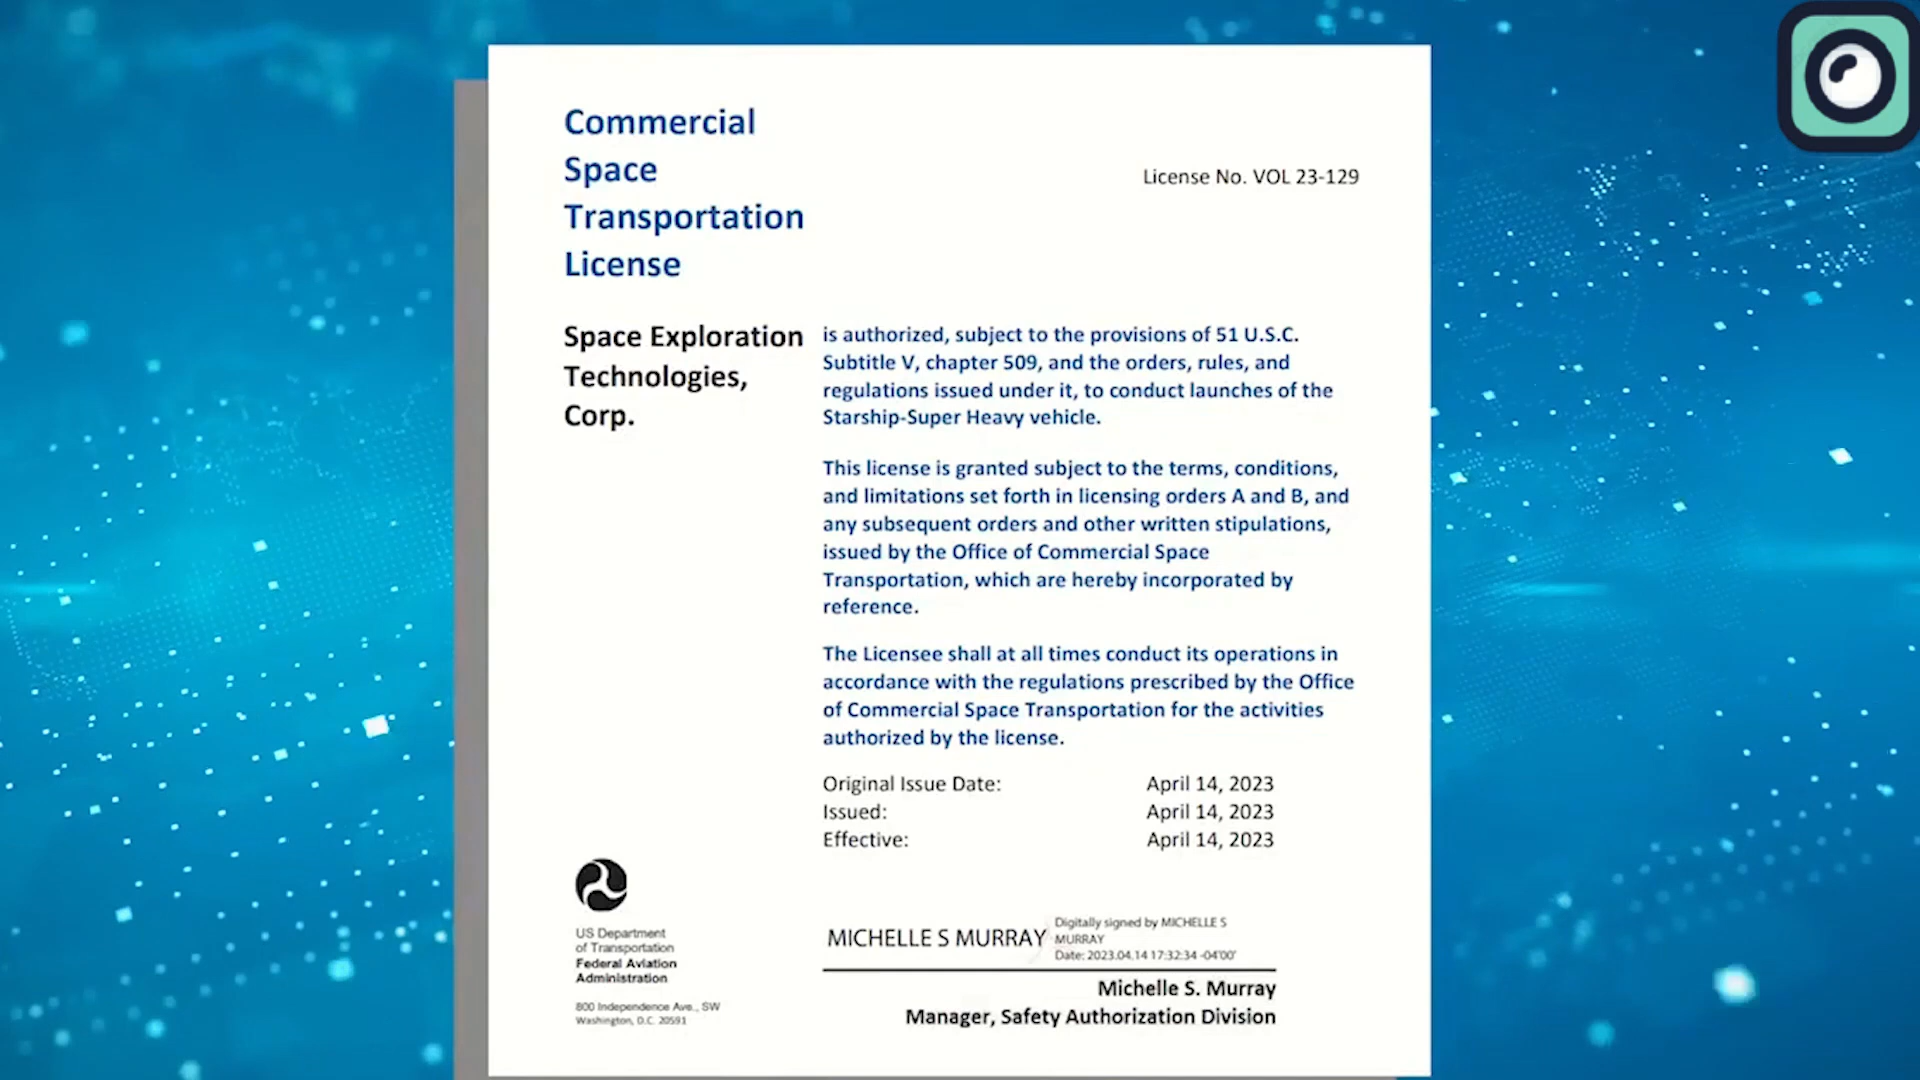 Commercial
Space
Transportation
License
License No. VOL 23-129
Space Exploration
Technologies,
Corp.
is authorized, subject to the provisions of 51 U.S.C.
Subtitle V, chapter 509, and the orders, rules, and
regulations issued under it, to conduct launches of the
Starship-Super Heavy vehicle.
This license is granted subject to the terms, conditions,
and limitations set forth in licensing orders A and B, and
any subsequent orders and other written stipulations,
issued by the Office of Commercial Space
Transportation, which are hereby incorporated by
reference.
The Licensee shall at all times conduct its operations in
accordance with the regulations prescribed by the Office
of Commercial Space Transportation for the activities
authorized by the license.
Original Issue Date: April 14, 2023
Issued: April 14, 2023
Effective: April 14, 2023
US Department
of Transportation
Federal Aviation
Administration
800 Independence Ave., SW
Washington, D.C. 20591
MICHELLE S MURRAY
Digitally signed by MICHELLE S
MURRAY
Date: 2023.04.14 17:32:34 -04'00'
Michelle S. Murray
Manager, Safety Authorization Division